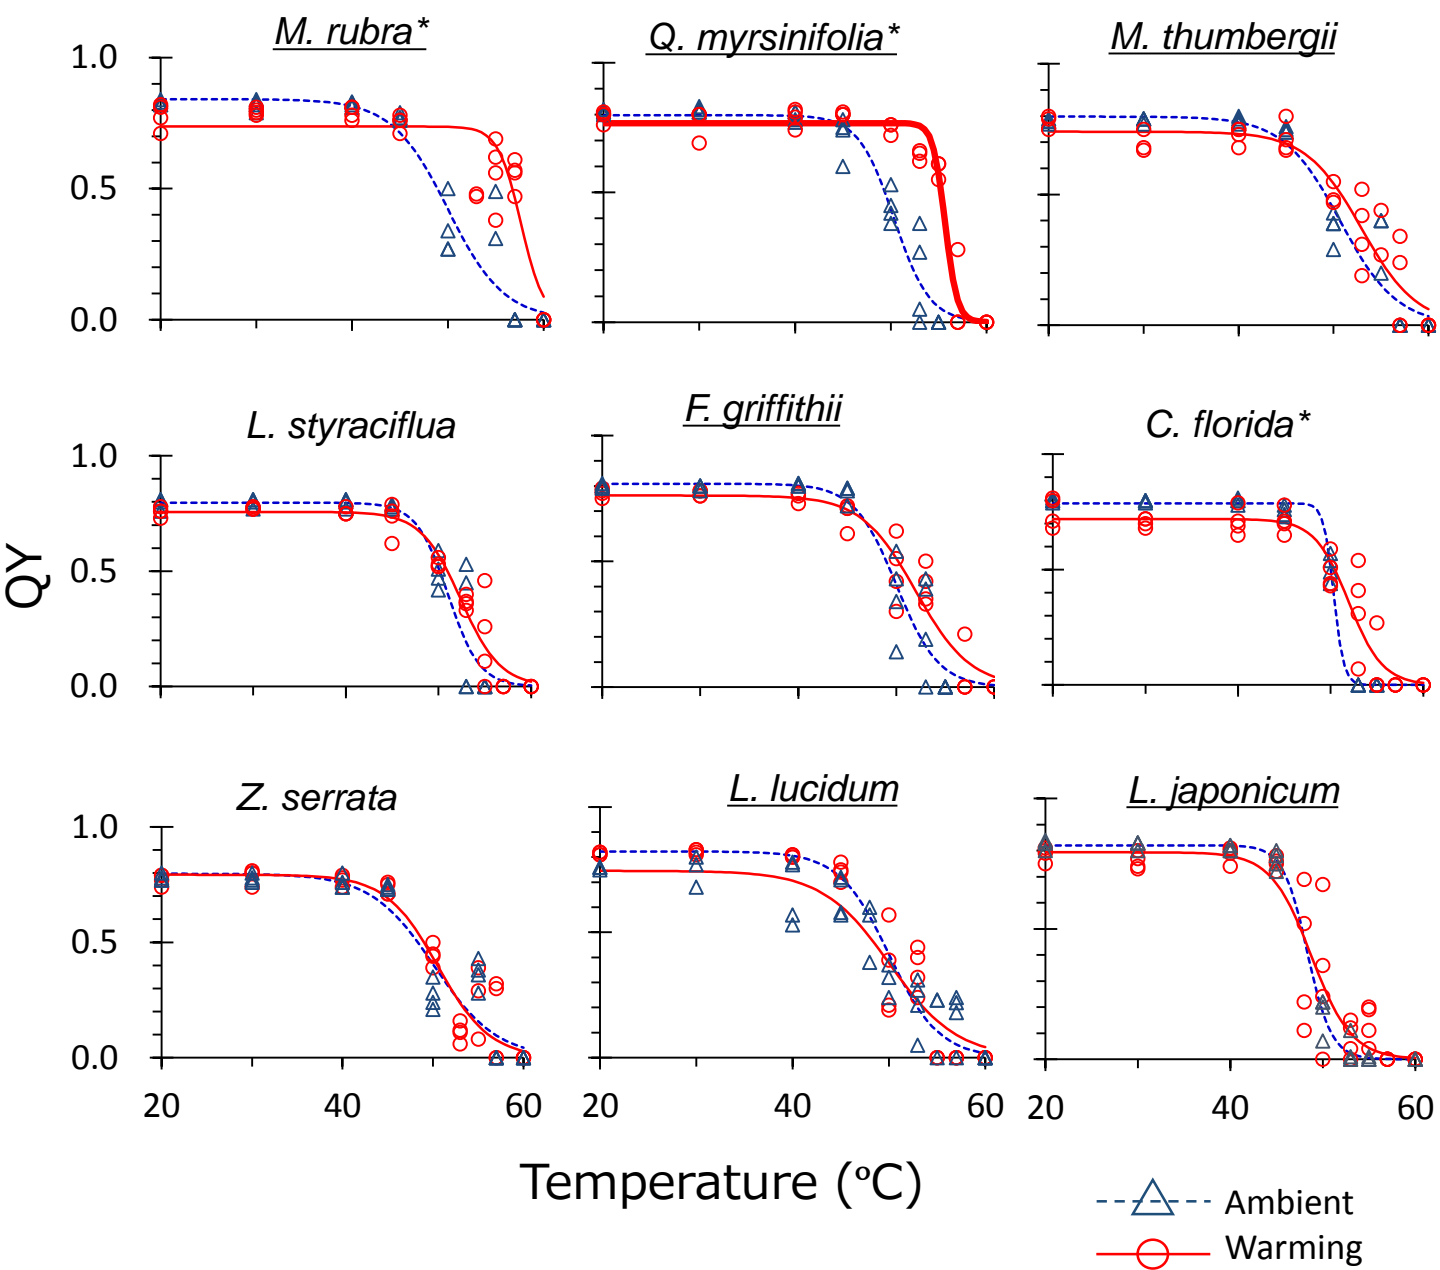 M. rubra*
Q. myrsinifolia*
M. thumbergii
1.0
0.5
0.0
L. styraciflua
F. griffithii
C. florida*
1.0
0.5
0.0
QY
Z. serrata
L. lucidum
L. japonicum
1.0
0.5
0.0
20 40 60 20 40 60 20 40 60
Temperature (°C)
Ambient
Warming